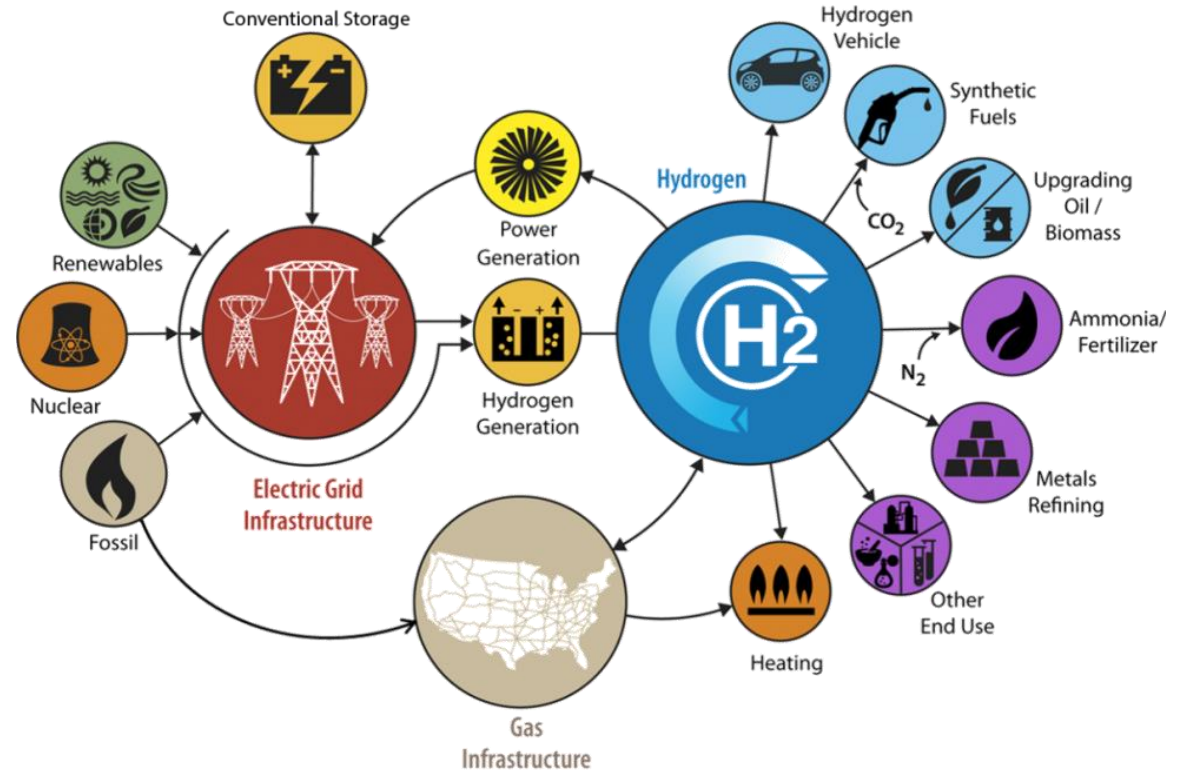 Conventional Storage
Hydrogen
Vehicle
Synthetic
Fuels
Renewables
Power
Generation
Hydrogen
CO2
Upgrading
Oil /
Biomass
Nuclear
- +
Hydrogen
Generation
H2
N2
Ammonia/
Fertilizer
Fossil
Electric Grid
Infrastructure
Metals
Refining
Other
End Use
Heating
Gas
Infrastructure
+ -